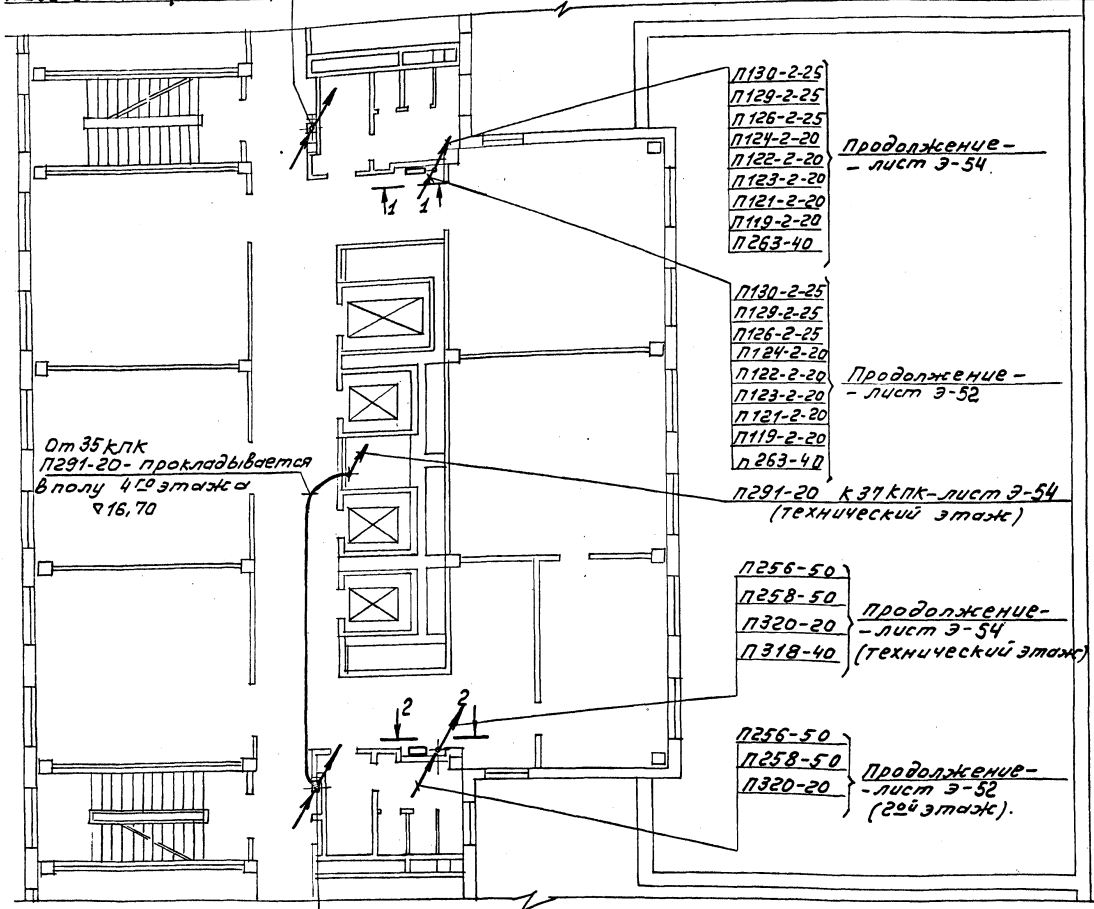 П130-2-25
П129-2-25
П126-2-25
П124-2-20
П122-2-20
П123-2-20
П121-2-20
П119-2-20
П263-40
Продолжение-
- лист Э-54.
1
1
П130-2-25
П129-2-25
П126-2-25
П124-2-20
П122-2-20
П123-2-20
П121-2-20
П119-2-20
П263-40
Продолжение-
- лист Э-52
От 35 КПК
П291-20- прокладывается
в полу 4го этажа
16,70
П291-20 к 37 КПК-лист Э-54
(технический этаж)
П256-50
П258-50
П320-20
П318-40
Продолжение-
- лист Э-54
(технический этаж)
2
2
П256-50
П258-50
П320-20
Продолжение-
- лист Э-52
(2ой этаж).